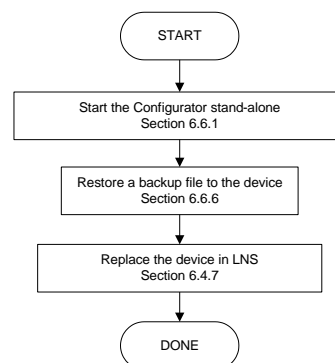 START
Start the Configurator stand-alone
Section 6.6.1
Restore a backup file to the device
Section 6.6.6
Replace the device in LNS
Section 6.4.7
DONE